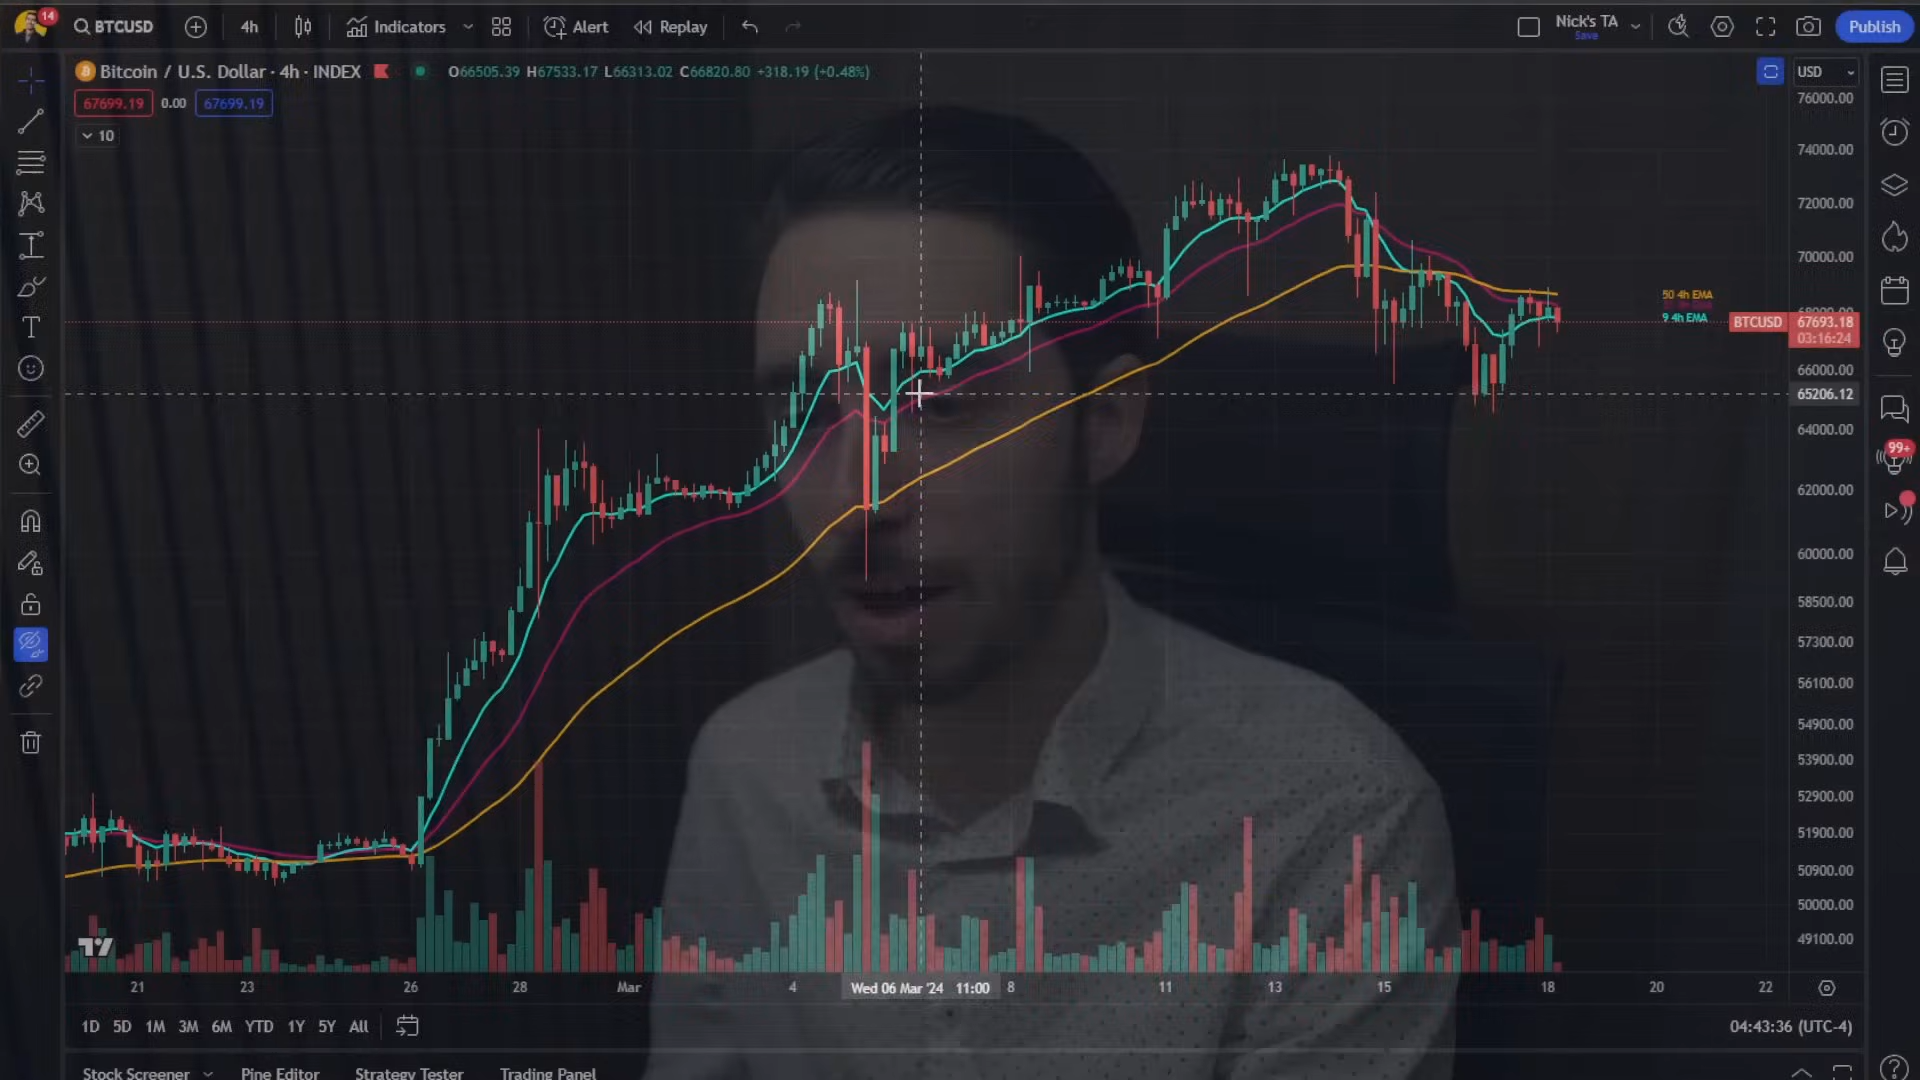 14 BTCUSD 4h Indicators Alert Replay Nick's TA Save Publish
Bitcoin / U.S. Dollar · 4h · INDEX O66505.39 H67533.17 L66313.02 C66820.80 +318.19 (+0.48%) USD
67699.19 0.00 67699.19
10
76000.00
74000.00
72000.00
70000.00
68000.00
50 4h EMA
9 4h EMA
BTCUSD 67693.18
03:16:24
66000.00
65206.12
64000.00
62000.00
60000.00
58500.00
57300.00
56100.00
54900.00
53900.00
52900.00
51900.00
50900.00
50000.00
49100.00
99+
21 23 26 28 Mar 4 Wed 06 Mar '24 11:00 8 11 13 15 18 20 22
1D 5D 1M 3M 6M YTD 1Y 5Y All 04:43:36 (UTC-4)
Stock Screener Pine Editor Strategy Tester Trading Panel